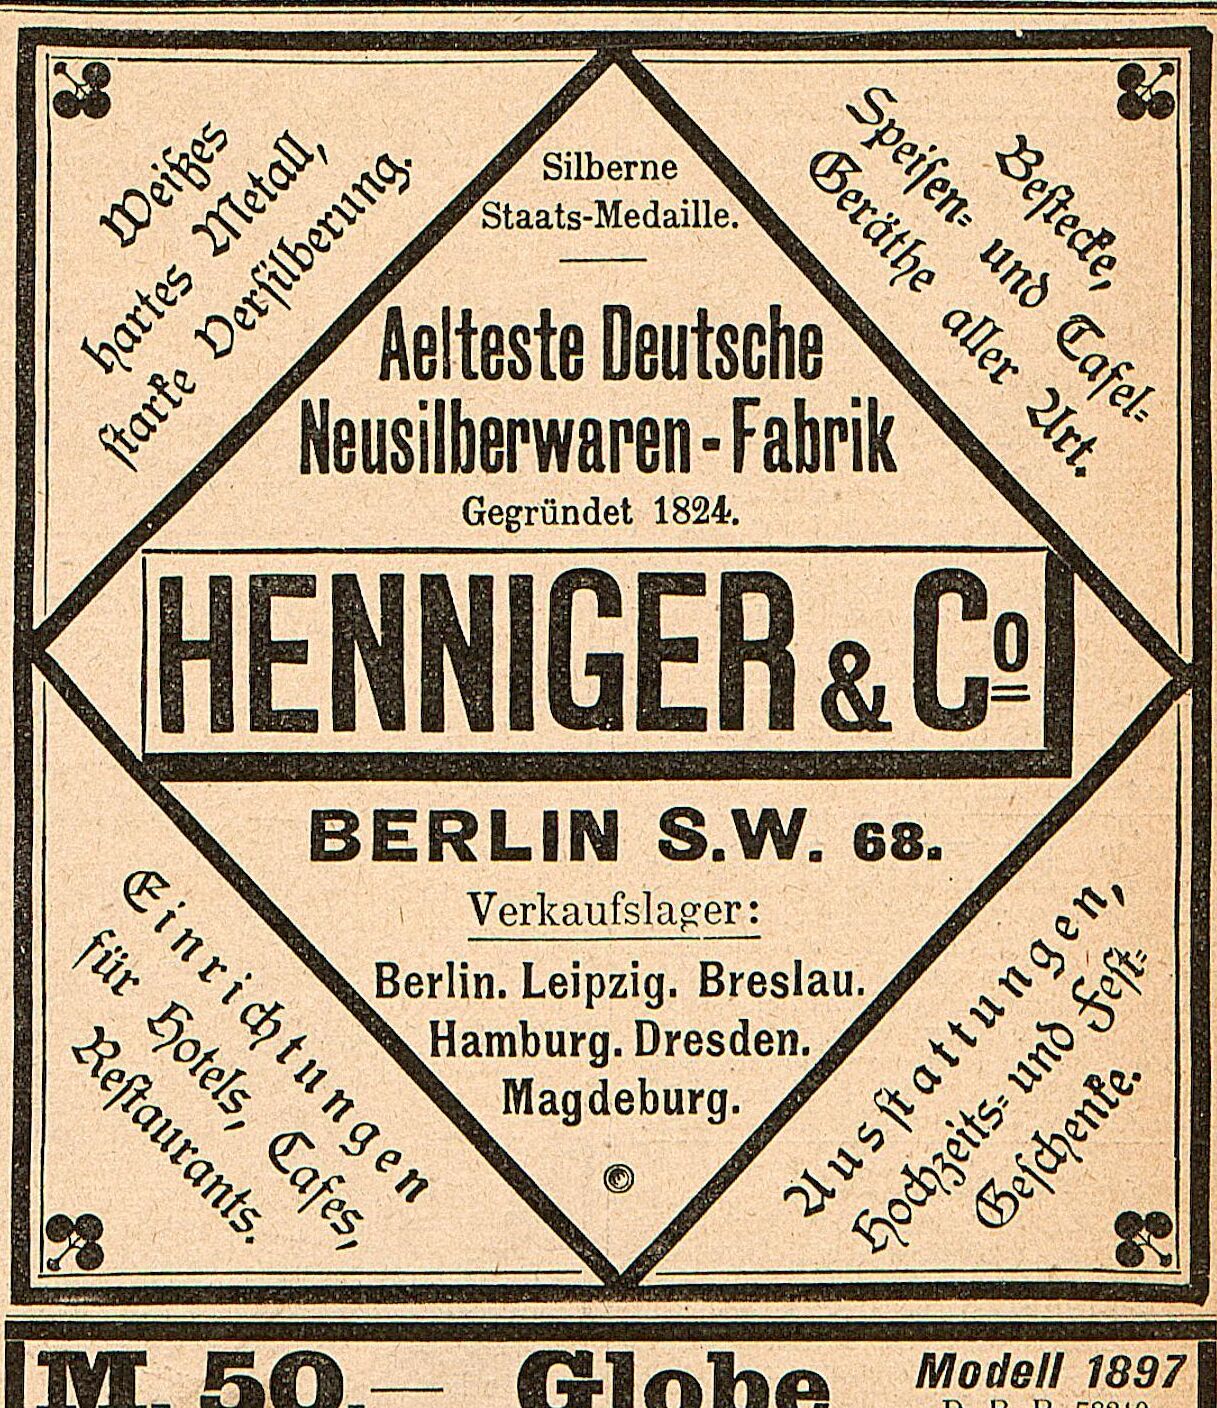 Weißes
hartes Metall,
starke Versilberung.
Silberne
Staats-Medaille.
Bestecke,
Speisen- und Tafel-
Geräthe aller Art.
Aelteste Deutsche
Neusilberwaren-Fabrik
Gegründet 1824.
HENNIGER & Co
BERLIN S.W. 68.
Verkaufslager:
Berlin. Leipzig. Breslau.
Hamburg. Dresden.
Magdeburg.
Einrichtungen
für Hotels, Cafes,
Restaurants.
Ausstattungen,
Hochzeits- und Fest-
Geschenke.
M. 50.— Globe
Modell 1897